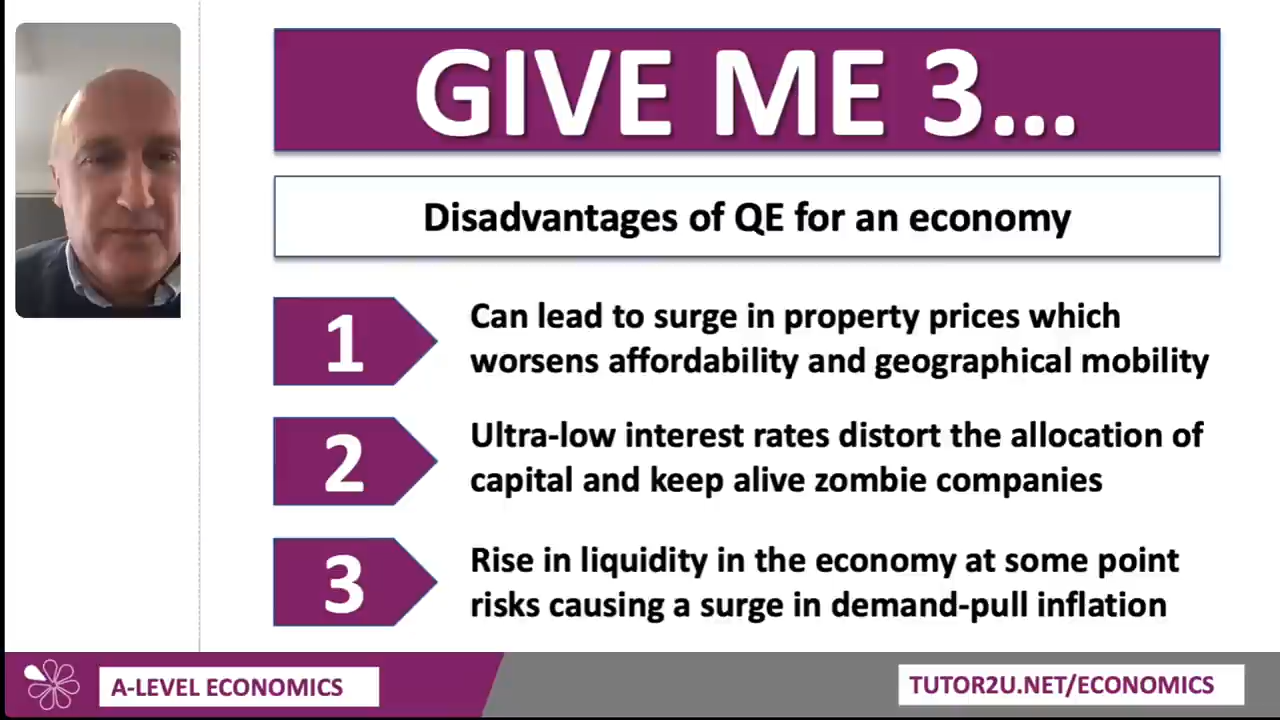 GIVE ME 3...
Disadvantages of QE for an economy
1
Can lead to surge in property prices which
worsens affordability and geographical mobility
2
Ultra-low interest rates distort the allocation of
capital and keep alive zombie companies
3
Rise in liquidity in the economy at some point
risks causing a surge in demand-pull inflation
A-LEVEL ECONOMICS
TUTOR2U.NET/ECONOMICS